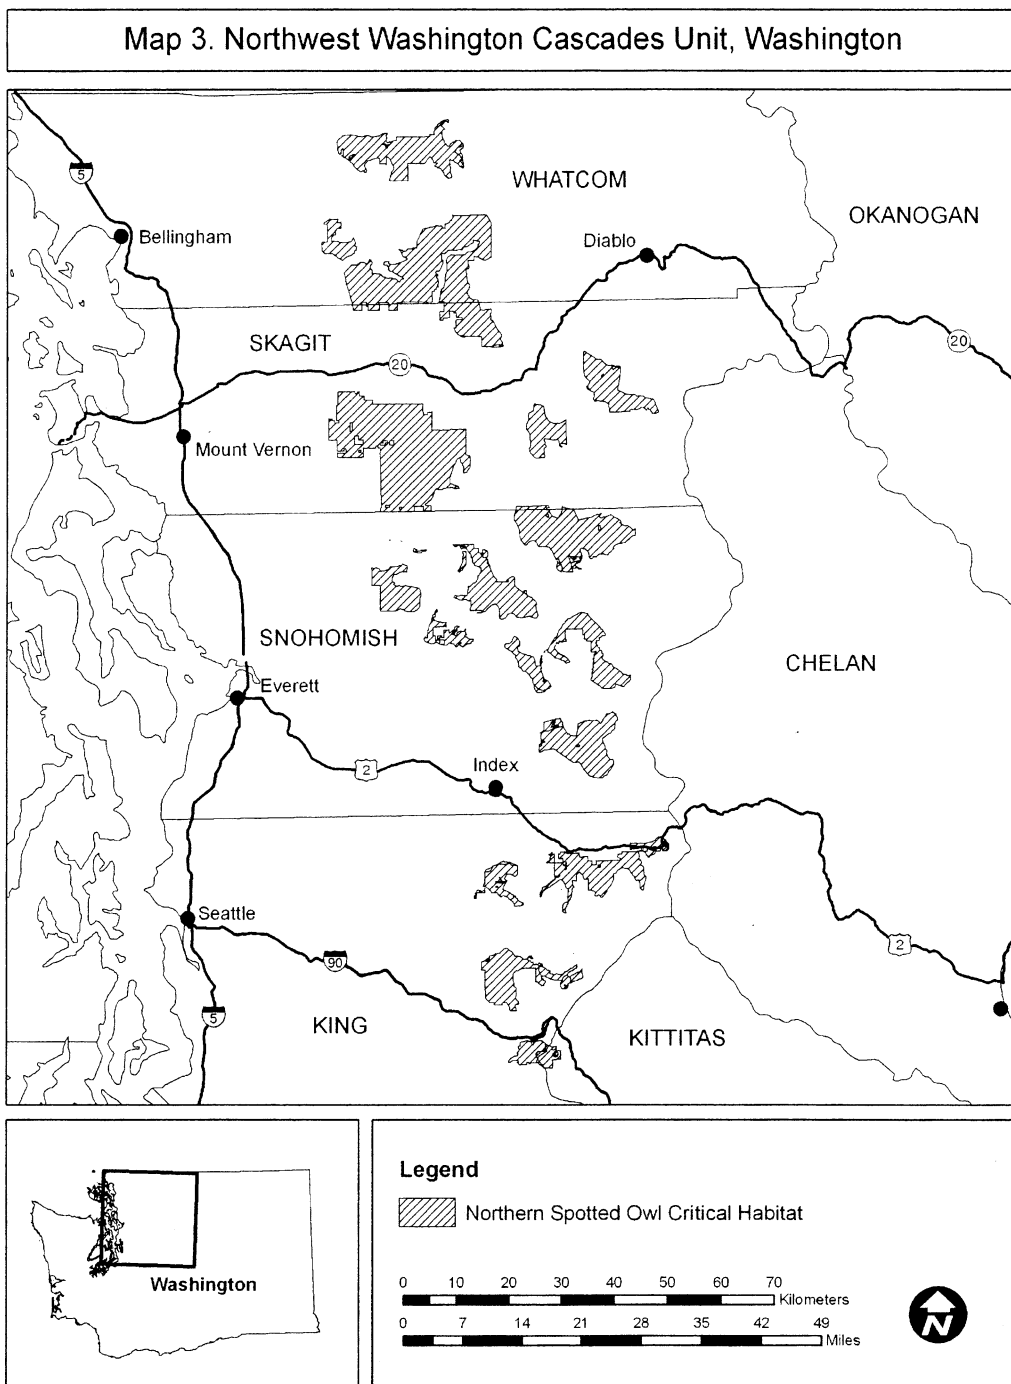 Map 3. Northwest Washington Cascades Unit, Washington
5
WHATCOM
OKANOGAN
Bellingham
Diablo
SKAGIT
20
20
Mount Vernon
SNOHOMISH
CHELAN
Everett
2
Index
Seattle
2
90
5
KING
KITTITAS
Washington
Legend
Northern Spotted Owl Critical Habitat
0 10 20 30 40 50 60 70
Kilometers
0 7 14 21 28 35 42 49
Miles
N